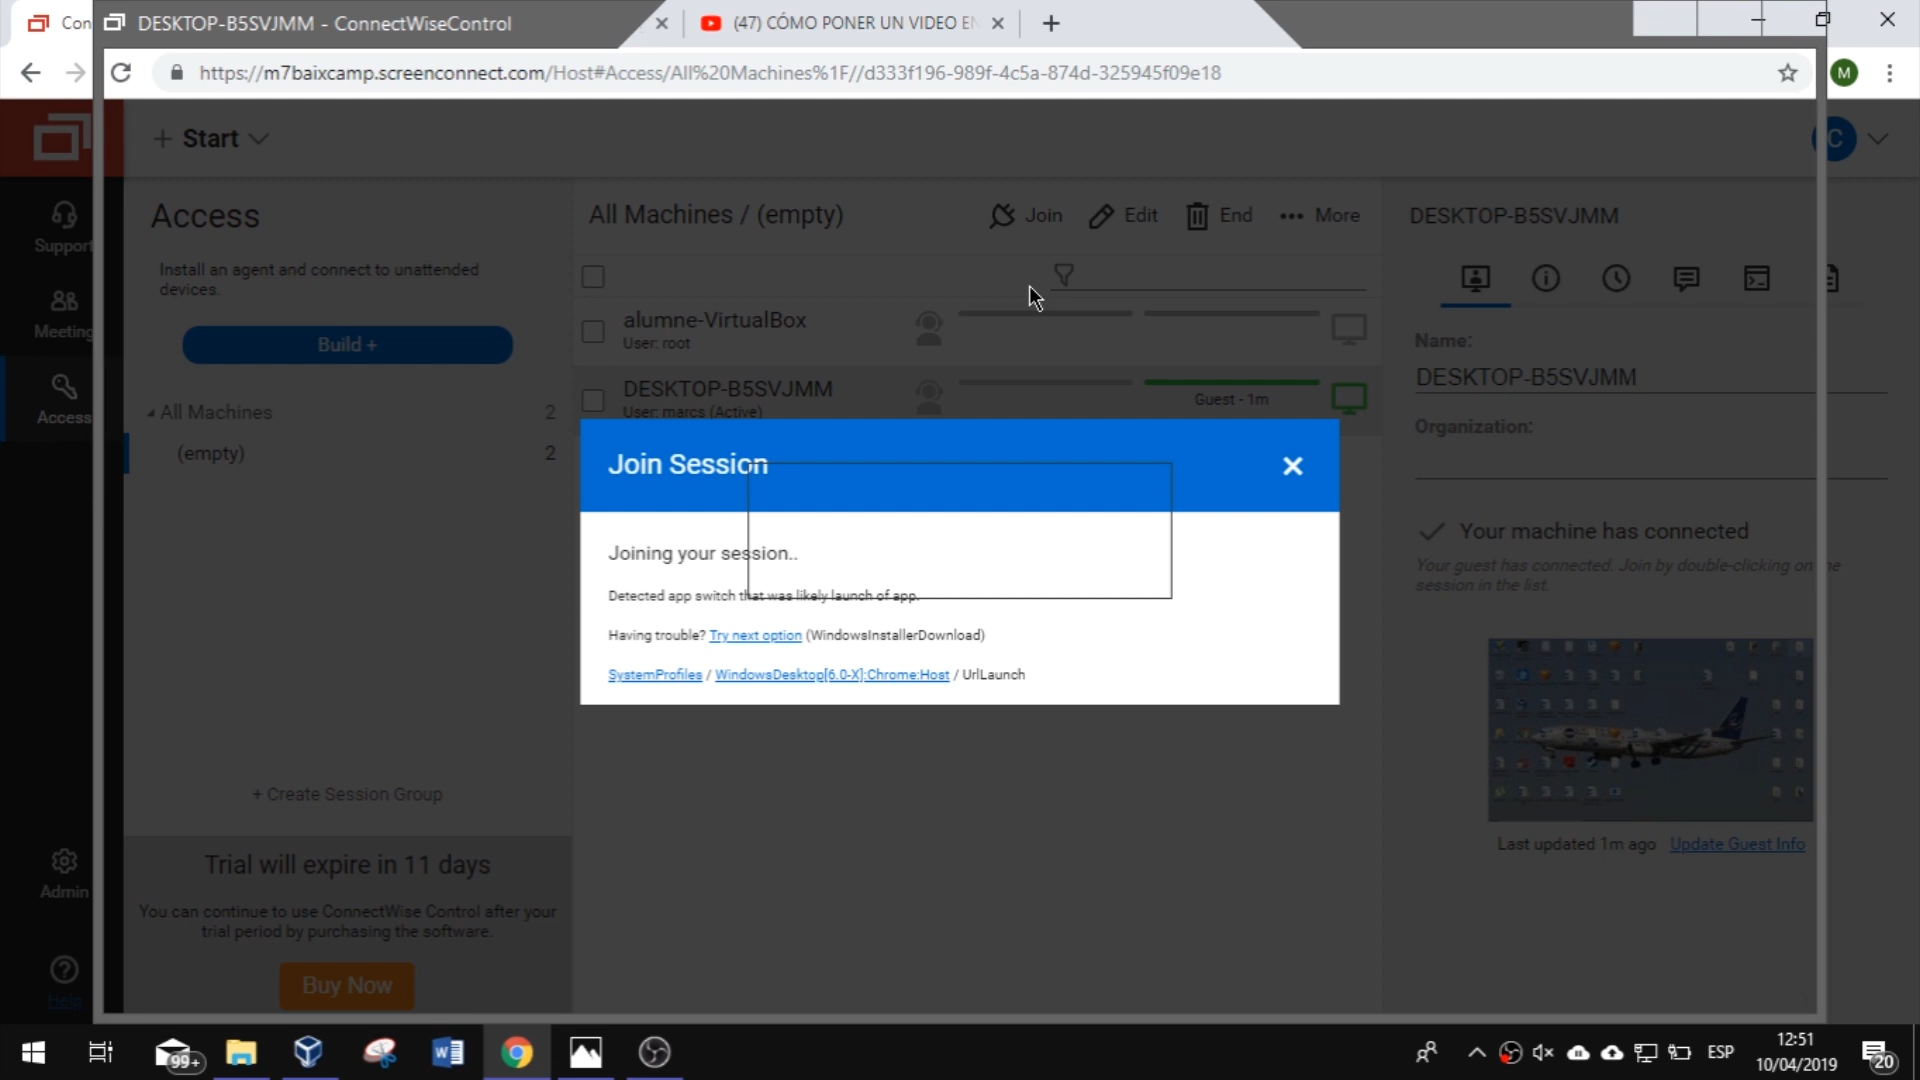 Con
DESKTOP-B5SVJMM - ConnectWiseControl
(47) CÓMO PONER UN VIDEO EN
https://m7baixcamp.screenconnect.com/Host#Access/All%20Machines%1F//d333f196-989f-4c5a-874d-325945f09e18
M
+ Start
C
Support
Meeting
Access
Admin
Help
Access
Install an agent and connect to unattended
devices.
Build +
All Machines 2
(empty) 2
+ Create Session Group
Trial will expire in 11 days
You can continue to use ConnectWise Control after your
trial period by purchasing the software.
Buy Now
All Machines / (empty)
Join
Edit
End
More
alumne-VirtualBox
User: root
DESKTOP-B5SVJMM
User: marcs (Active)
Guest - 1m
Join Session
Joining your session..
Detected app switch that was likely launch of app.
Having trouble? Try next option (WindowsInstallerDownload)
SystemProfiles / WindowsDesktop[6.0-X]:Chrome:Host / UrlLaunch
DESKTOP-B5SVJMM
Name:
DESKTOP-B5SVJMM
Organization:
Your machine has connected
Your guest has connected. Join by double-clicking on the
session in the list.
Last updated 1m ago Update Guest Info
99+
ESP
12:51
10/04/2019
20